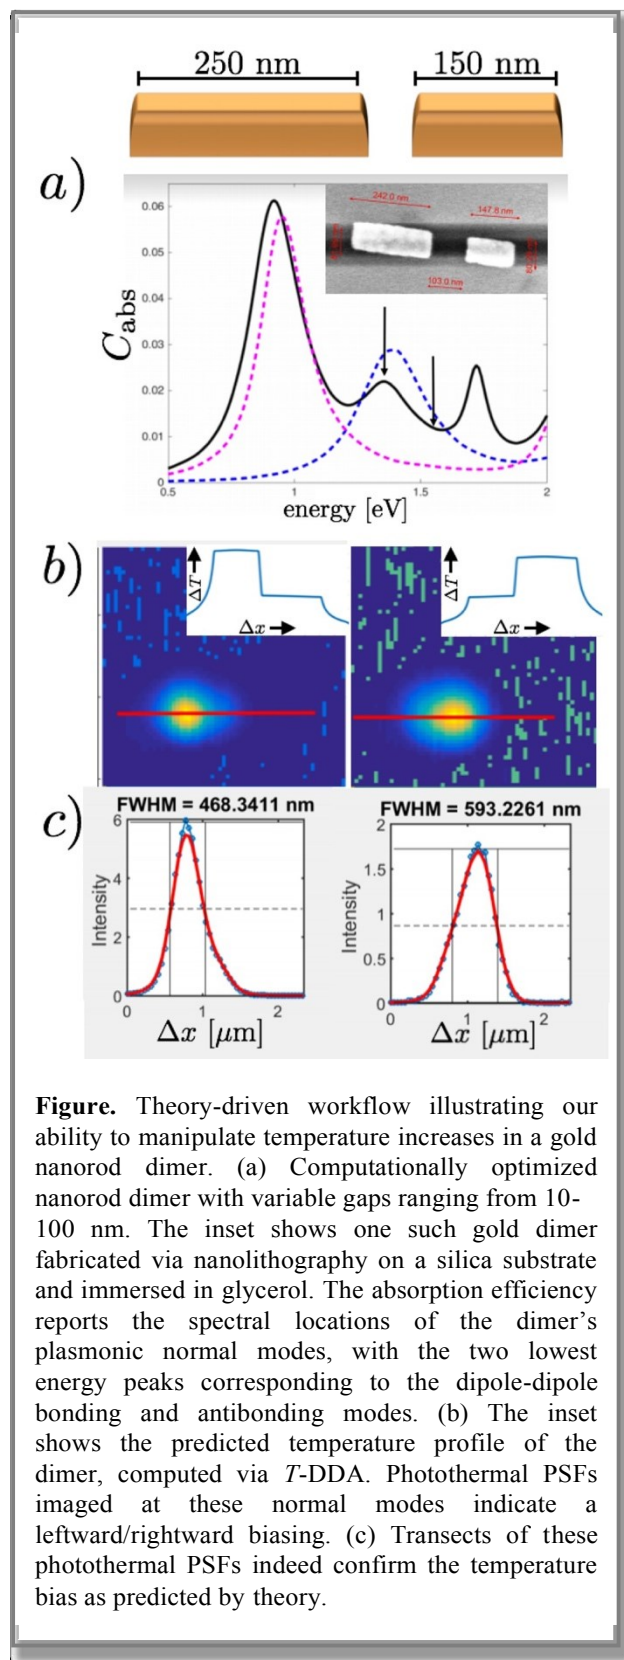 250 nm
150 nm
a)
242.0 nm
147.8 nm
103.0 nm
0.06
0.05
0.04
0.03
0.02
0.01
0
C_abs
0.5
1
1.5
2
energy [eV]
b)
ΔT
Δx
ΔT
Δx
c)
FWHM = 468.3411 nm
6
4
2
0
Intensity
0
1
2
Δx [μm]
FWHM = 593.2261 nm
2
1.5
1
0.5
0
Intensity
0
1
2
Δx [μm]
Figure. Theory-driven workflow illustrating our
ability to manipulate temperature increases in a gold
nanorod dimer. (a) Computationally optimized
nanorod dimer with variable gaps ranging from 10-
100 nm. The inset shows one such gold dimer
fabricated via nanolithography on a silica substrate
and immersed in glycerol. The absorption efficiency
reports the spectral locations of the dimer's
plasmonic normal modes, with the two lowest
energy peaks corresponding to the dipole-dipole
bonding and antibonding modes. (b) The inset
shows the predicted temperature profile of the
dimer, computed via T-DDA. Photothermal PSFs
imaged at these normal modes indicate a
leftward/rightward biasing. (c) Transects of these
photothermal PSFs indeed confirm the temperature
bias as predicted by theory.